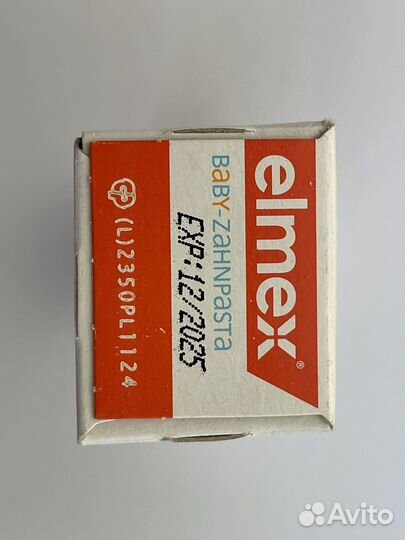 elmex®
BaBY-ZaHNPaSTa
EXP:12/2025
(L)2350PL1124
Avito